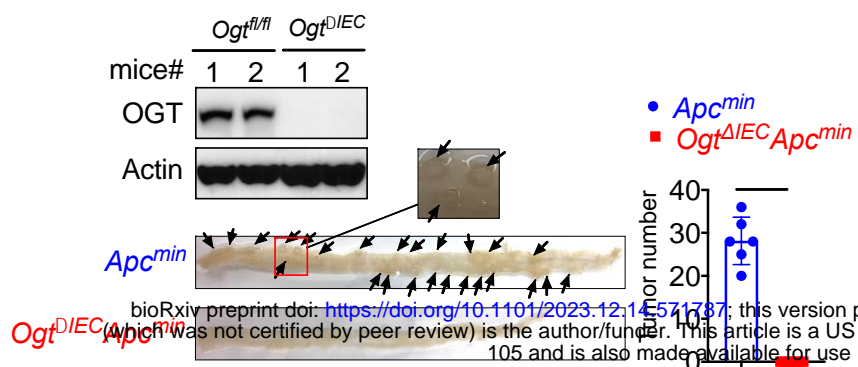 Ogtfl/fl OgtDIEC
mice# 1 2 1 2
OGT
Actin
Apcmin
OgtΔIECApcmin
Apcmin
OgtDIECApcmin
Tumor number
40
30
20
10
0
bioRxiv preprint doi: https://doi.org/10.1101/2023.12.14.571787; this version p
(which was not certified by peer review) is the author/funder. This article is a US
105 and is also made available for use